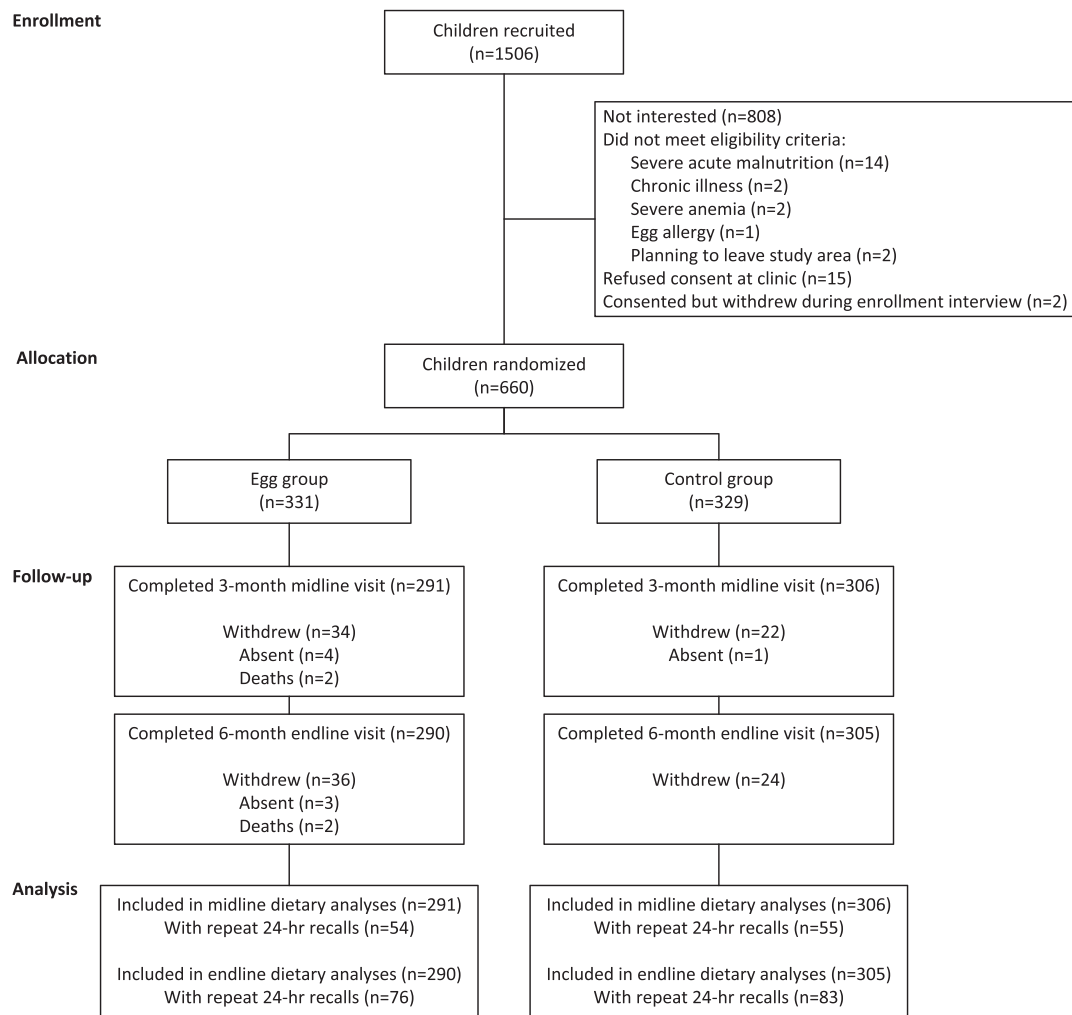 Enrollment
Children recruited
(n=1506)
Not interested (n=808)
Did not meet eligibility criteria:
Severe acute malnutrition (n=14)
Chronic illness (n=2)
Severe anemia (n=2)
Egg allergy (n=1)
Planning to leave study area (n=2)
Refused consent at clinic (n=15)
Consented but withdrew during enrollment interview (n=2)
Allocation
Children randomized
(n=660)
Egg group
(n=331)
Control group
(n=329)
Follow-up
Completed 3-month midline visit (n=291)
Withdrew (n=34)
Absent (n=4)
Deaths (n=2)
Completed 3-month midline visit (n=306)
Withdrew (n=22)
Absent (n=1)
Completed 6-month endline visit (n=290)
Withdrew (n=36)
Absent (n=3)
Deaths (n=2)
Completed 6-month endline visit (n=305)
Withdrew (n=24)
Analysis
Included in midline dietary analyses (n=291)
With repeat 24-hr recalls (n=54)
Included in endline dietary analyses (n=290)
With repeat 24-hr recalls (n=76)
Included in midline dietary analyses (n=306)
With repeat 24-hr recalls (n=55)
Included in endline dietary analyses (n=305)
With repeat 24-hr recalls (n=83)